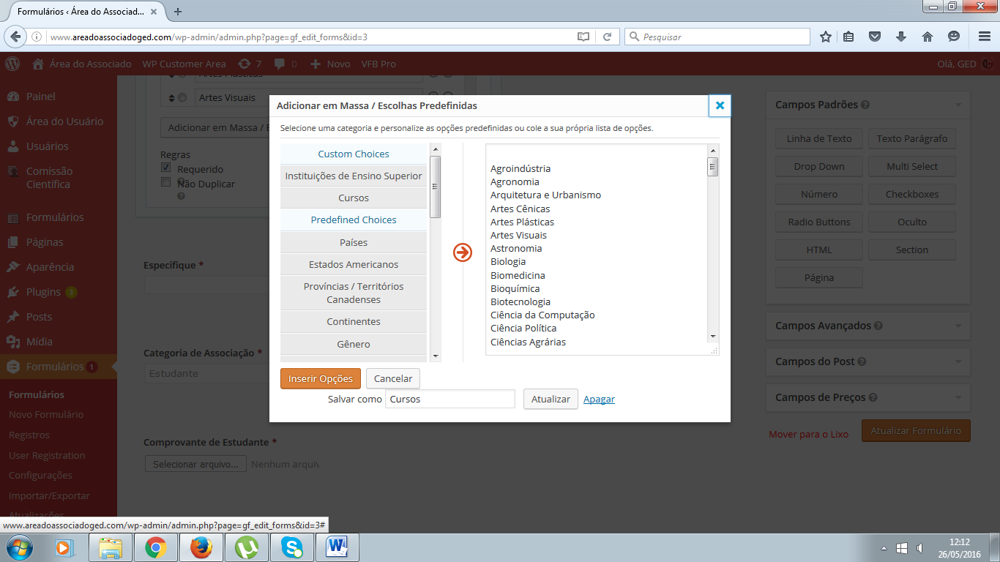 Formulários ‹ Área do Associad...
www.areadoassociadoged.com/wp-admin/admin.php?page=gf_edit_forms&id=3
Pesquisar
Área do Associado WP Customer Area 7 0 Novo VFB Pro
Olá, GED
Painel
Área do Usuário
Usuários
Comissão
Científica
Formulários
Páginas
Aparência
Plugins 3
Posts
Mídia
Formulários 1
Formulários
Novo Formulário
Registros
User Registration
Configurações
Importar/Exportar
Atualizações
Artes Plásticas
Artes Visuais
Adicionar em Massa / E
Regras
Requerido
Não Duplicar
Especifique *
Categoria de Associação *
Estudante
Comprovante de Estudante *
Selecionar arquivo... Nenhum arquiv
Adicionar em Massa / Escolhas Predefinidas
Selecione uma categoria e personalize as opções predefinidas ou cole a sua própria lista de opções.
Custom Choices
Instituições de Ensino Superior
Cursos
Predefined Choices
Países
Estados Americanos
Províncias / Territórios
Canadenses
Continentes
Gênero
Agroindústria
Agronomia
Arquitetura e Urbanismo
Artes Cênicas
Artes Plásticas
Artes Visuais
Astronomia
Biologia
Biomedicina
Bioquímica
Biotecnologia
Ciência da Computação
Ciência Política
Ciências Agrárias
Inserir Opções Cancelar
Salvar como Cursos Atualizar Apagar
Campos Padrões
Linha de Texto Texto Parágrafo
Drop Down Multi Select
Número Checkboxes
Radio Buttons Oculto
HTML Section
Página
Campos Avançados
Campos do Post
Campos de Preços
Mover para o Lixo Atualizar Formulário
www.areadoassociadoged.com/wp-admin/admin.php?page=gf_edit_forms&id=3#
12:12
26/05/2016